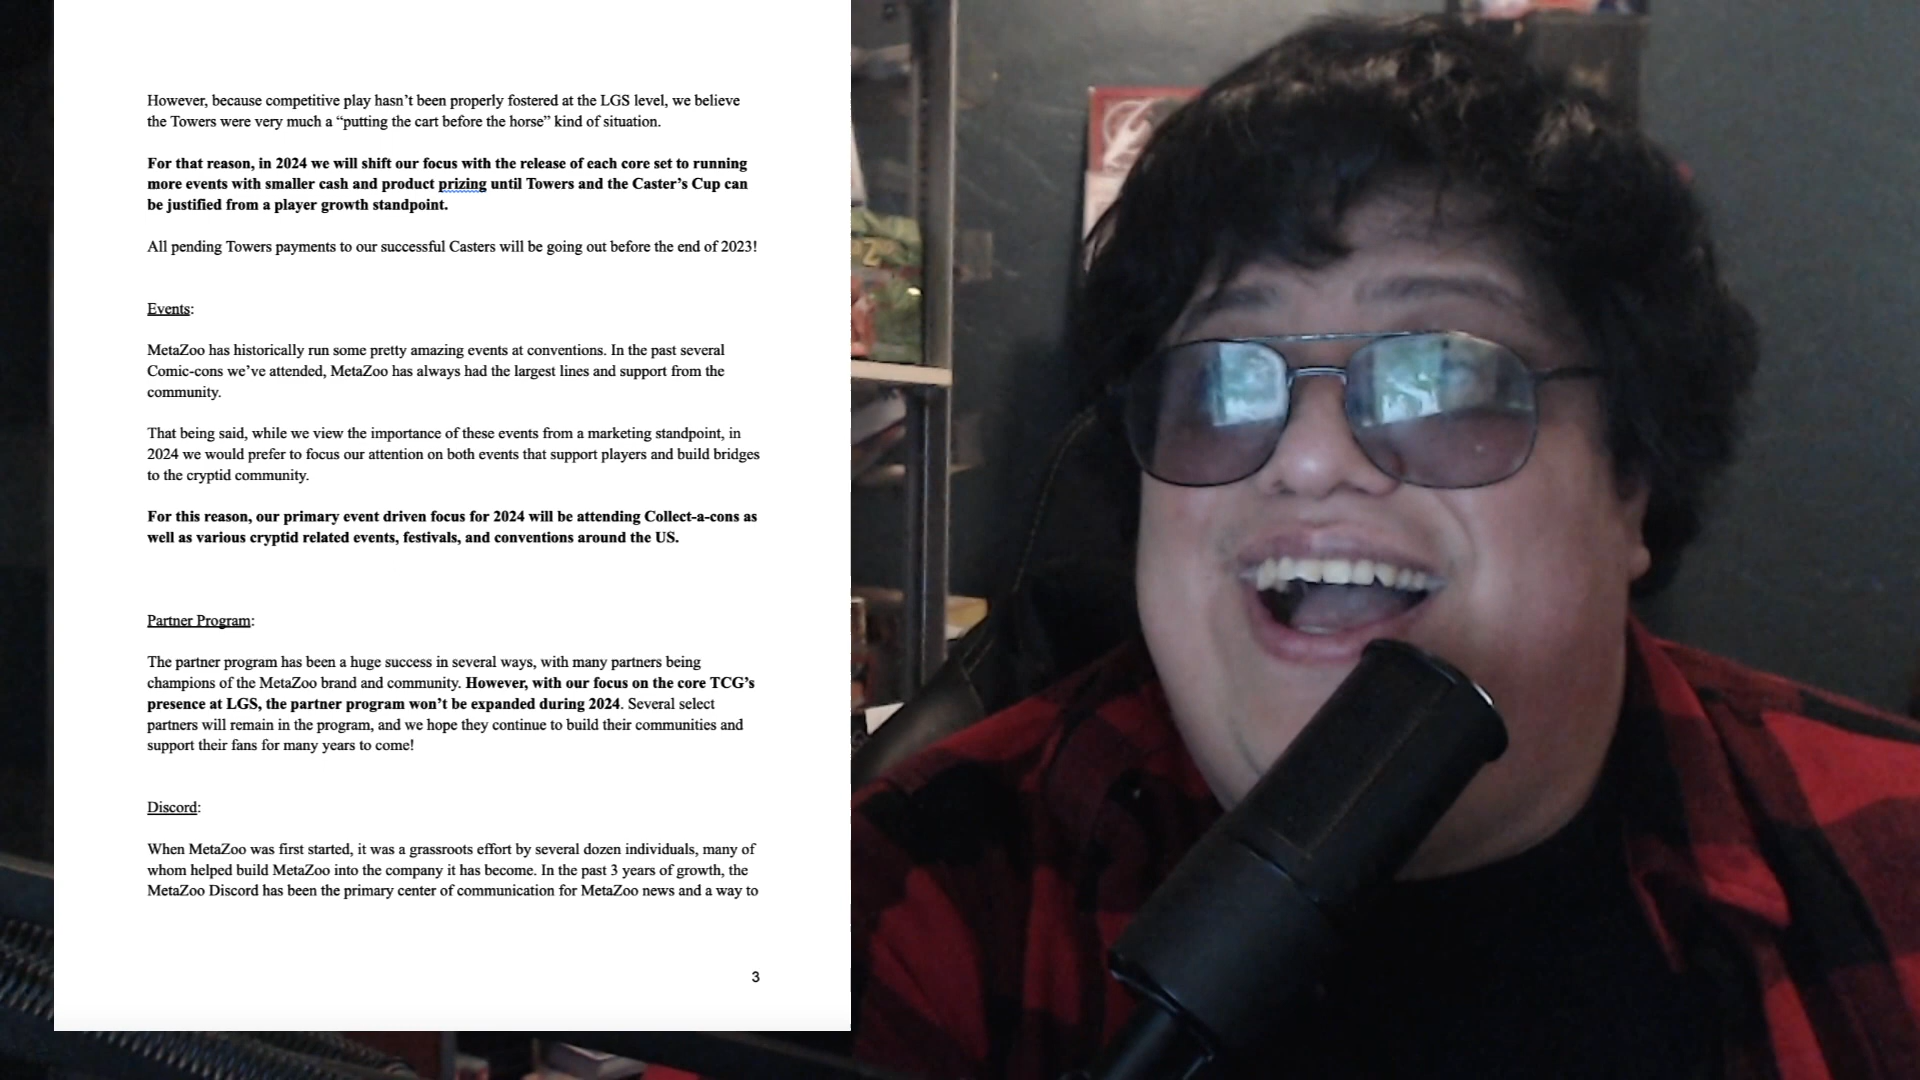 However, because competitive play hasn’t been properly fostered at the LGS level, we believe
the Towers were very much a “putting the cart before the horse” kind of situation.
For that reason, in 2024 we will shift our focus with the release of each core set to running
more events with smaller cash and product prizing until Towers and the Caster’s Cup can
be justified from a player growth standpoint.
All pending Towers payments to our successful Casters will be going out before the end of 2023!
Events:
MetaZoo has historically run some pretty amazing events at conventions. In the past several
Comic-cons we’ve attended, MetaZoo has always had the largest lines and support from the
community.
That being said, while we view the importance of these events from a marketing standpoint, in
2024 we would prefer to focus our attention on both events that support players and build bridges
to the cryptid community.
For this reason, our primary event driven focus for 2024 will be attending Collect-a-cons as
well as various cryptid related events, festivals, and conventions around the US.
Partner Program:
The partner program has been a huge success in several ways, with many partners being
champions of the MetaZoo brand and community. However, with our focus on the core TCG’s
presence at LGS, the partner program won’t be expanded during 2024. Several select
partners will remain in the program, and we hope they continue to build their communities and
support their fans for many years to come!
Discord:
When MetaZoo was first started, it was a grassroots effort by several dozen individuals, many of
whom helped build MetaZoo into the company it has become. In the past 3 years of growth, the
MetaZoo Discord has been the primary center of communication for MetaZoo news and a way to
3